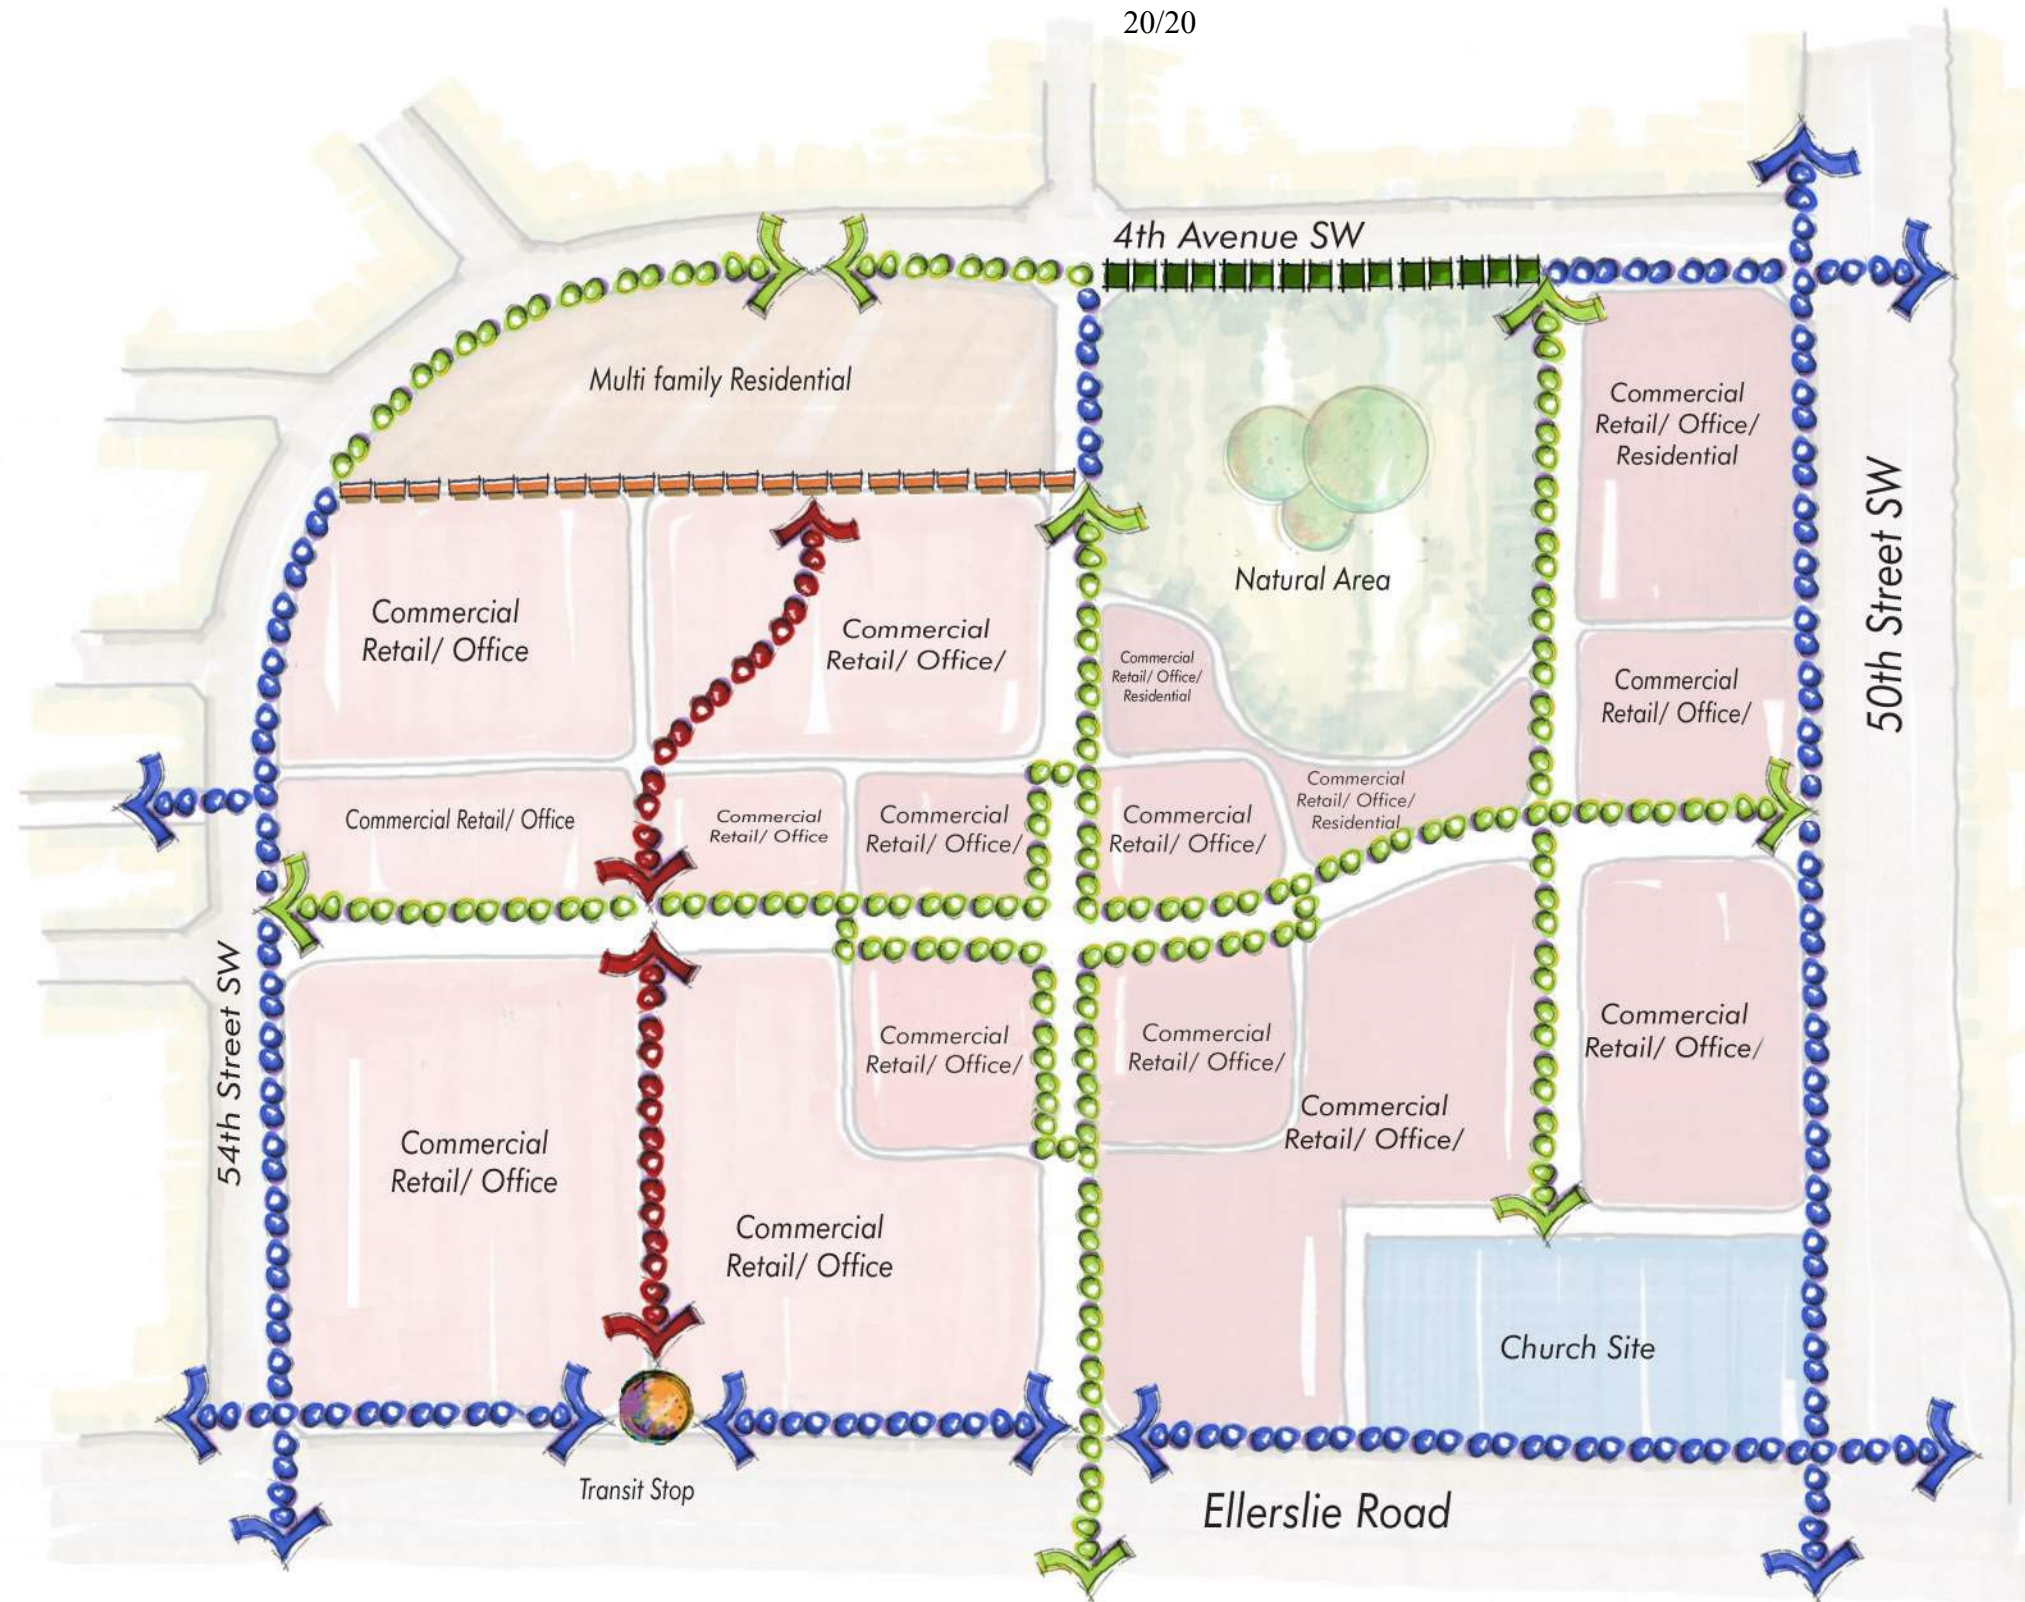 20/20
4th Avenue SW
Multi family Residential
Commercial
Retail/ Office/
Residential
50th Street SW
Natural Area
Commercial
Retail/ Office
Commercial
Retail/ Office/
Commercial
Retail/ Office/
Residential
Commercial
Retail/ Office/
Commercial Retail/ Office
Commercial
Retail/ Office
Commercial
Retail/ Office/
Commercial
Retail/ Office/
Commercial
Retail/ Office/
Residential
54th Street SW
Commercial
Retail/ Office/
Commercial
Retail/ Office/
Commercial
Retail/ Office/
Commercial
Retail/ Office/
Commercial
Retail/ Office
Commercial
Retail/ Office
Church Site
Transit Stop
Ellerslie Road